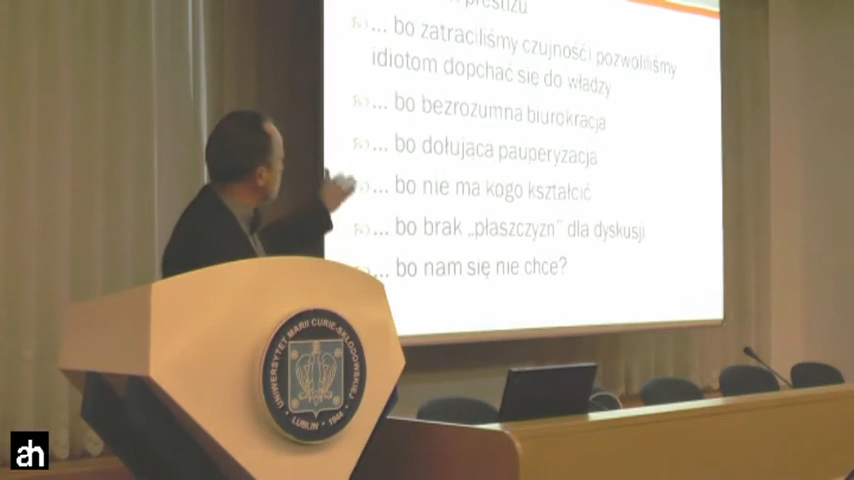 prestiżu
... bo zatraciliśmy czujność i pozwoliliśmy
idiotom dopchać się do władzy
... bo bezrozumna biurokracja
... bo dołująca pauperyzacja
... bo nie ma kogo kształcić
... bo brak „płaszczyzn" dla dyskusji
... bo nam się nie chce?
UNIWERSYTET MARII CURIE-SKŁODOWSKIEJ
LUBLIN 1944
ah